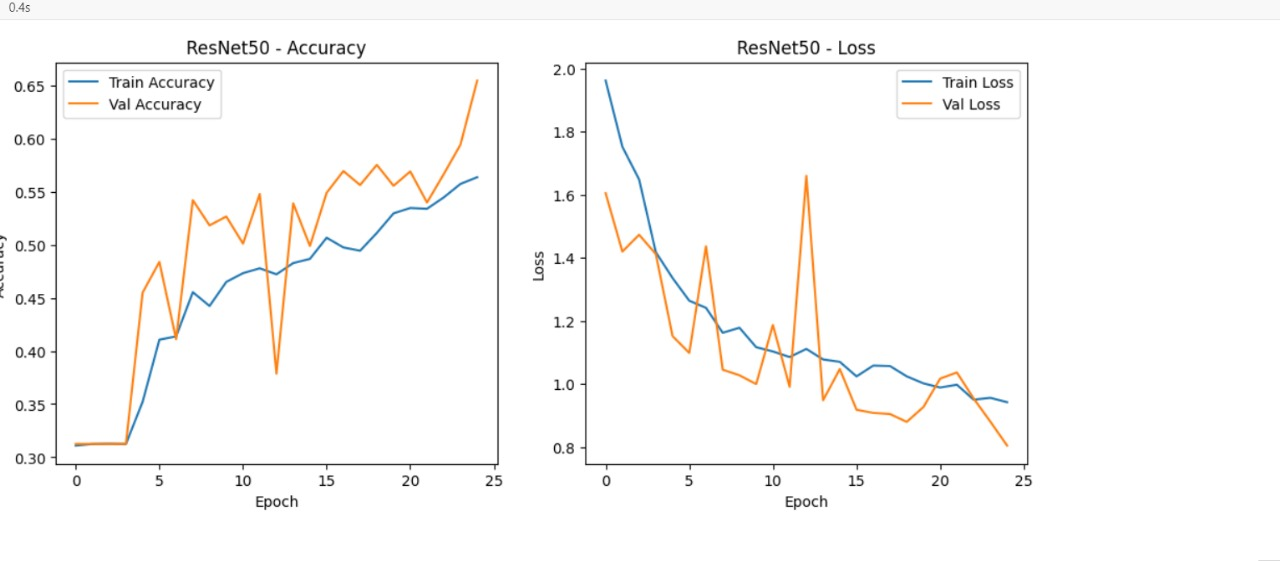 0.4s
ResNet50 - Accuracy
Train Accuracy
Val Accuracy
0.65
0.60
0.55
0.50
0.45
0.40
0.35
0.30
Accuracy
0 5 10 15 20 25
Epoch
ResNet50 - Loss
Train Loss
Val Loss
2.0
1.8
1.6
1.4
1.2
1.0
0.8
Loss
0 5 10 15 20 25
Epoch